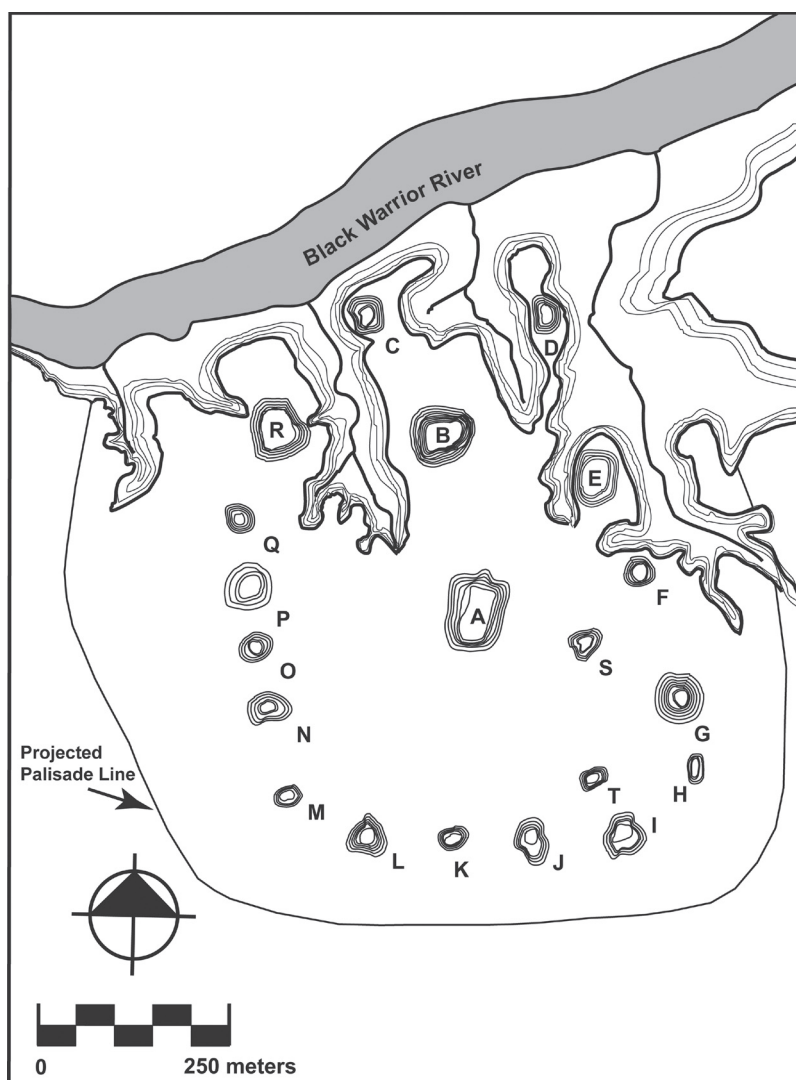 Black Warrior River
C
D
R
B
E
Q
F
P
A
O
S
N
G
Projected
Palisade Line
H
T
M
I
L
K
J
0 250 meters